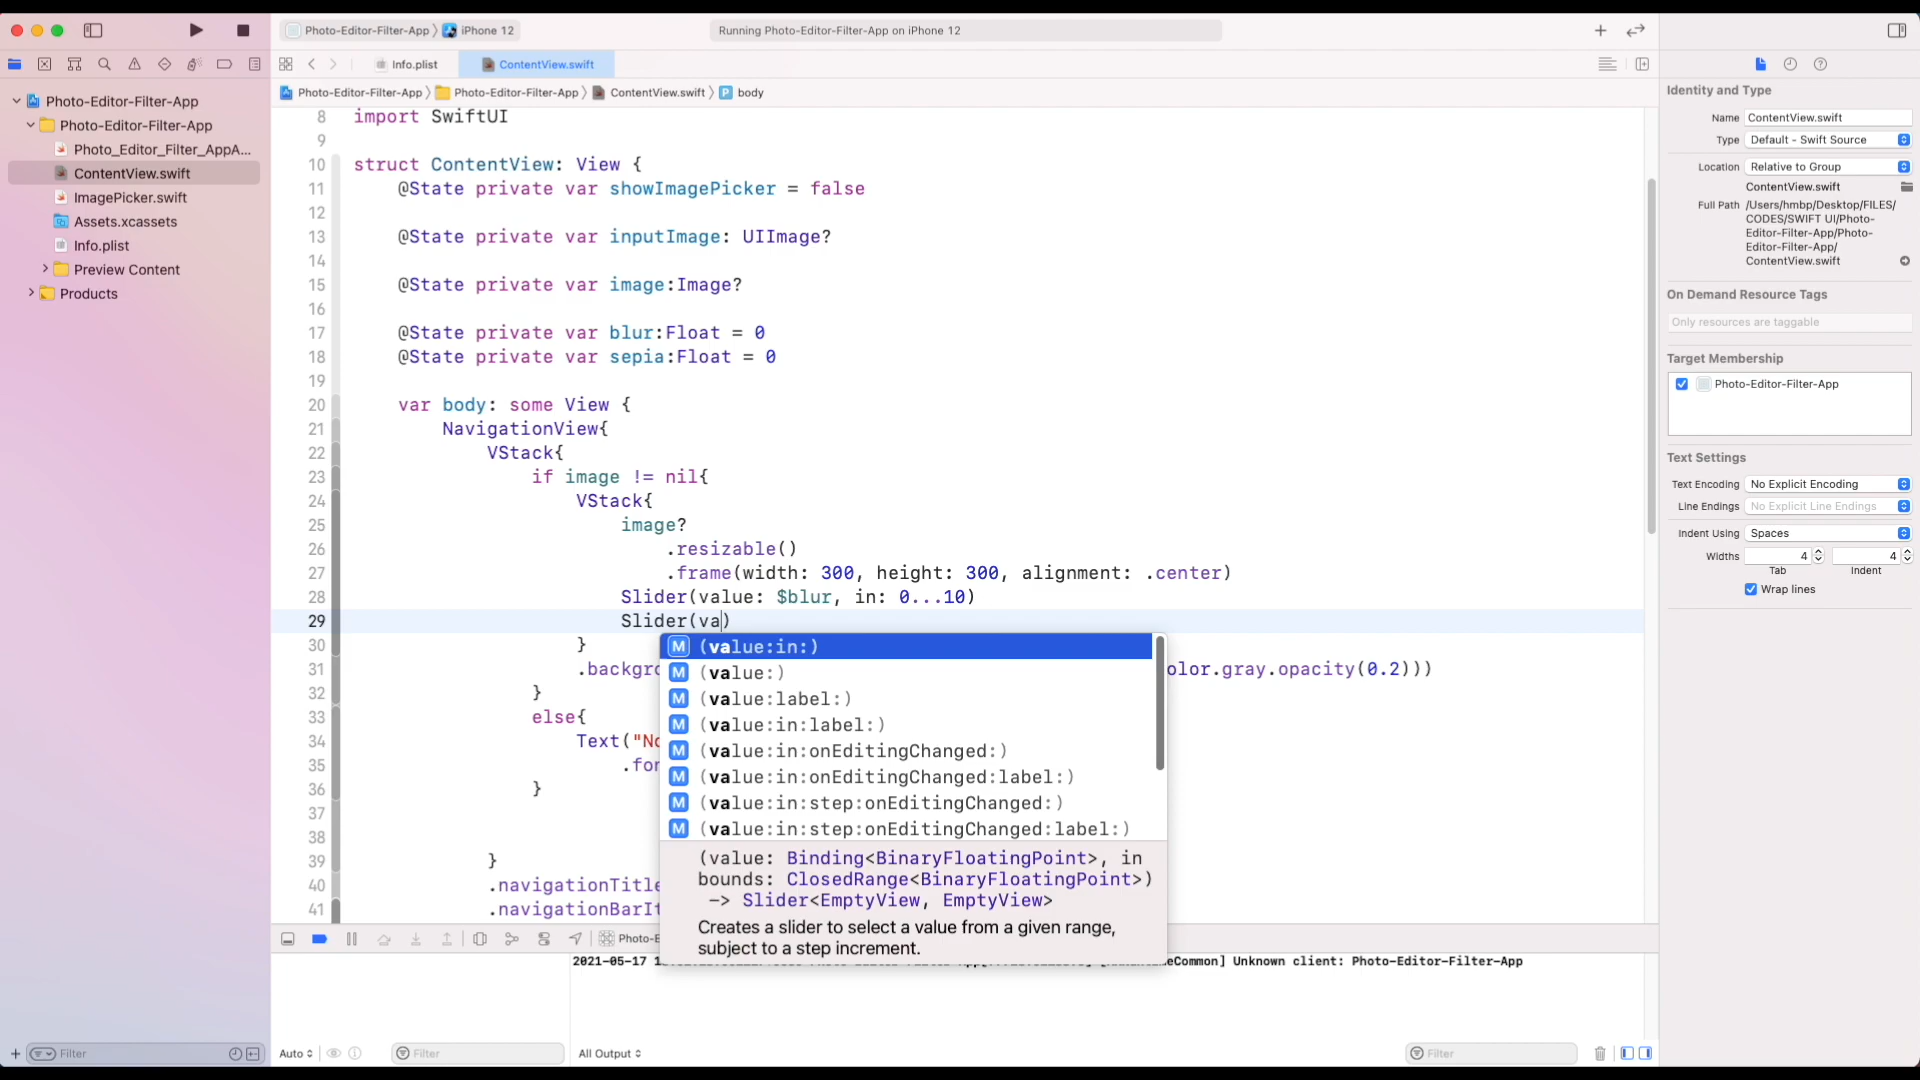 Photo-Editor-Filter-App 〉 iPhone 12
Running Photo-Editor-Filter-App on iPhone 12
Info.plist
ContentView.swift
Photo-Editor-Filter-App 〉 Photo-Editor-Filter-App 〉 ContentView.swift 〉 P body
Photo-Editor-Filter-App
Photo-Editor-Filter-App
Photo_Editor_Filter_AppA...
ContentView.swift
ImagePicker.swift
Assets.xcassets
Info.plist
Preview Content
Products
Filter
8 import SwiftUI
9
10 struct ContentView: View {
11 @State private var showImagePicker = false
12
13 @State private var inputImage: UIImage?
14
15 @State private var image:Image?
16
17 @State private var blur:Float = 0
18 @State private var sepia:Float = 0
19
20 var body: some View {
21 NavigationView{
22 VStack{
23 if image != nil{
24 VStack{
25 image?
26 .resizable()
27 .frame(width: 300, height: 300, alignment: .center)
28 Slider(value: $blur, in: 0...10)
29 Slider(va)
30 }
31 .backgro olor.gray.opacity(0.2)))
32 }
33 else{
34 Text("No
35 .fon
36 }
37
38
39 }
40 .navigationTitle
41 .navigationBarIt
M (value:in:)
M (value:)
M (value:label:)
M (value:in:label:)
M (value:in:onEditingChanged:)
M (value:in:onEditingChanged:label:)
M (value:in:step:onEditingChanged:)
M (value:in:step:onEditingChanged:label:)
(value: Binding<BinaryFloatingPoint>, in
bounds: ClosedRange<BinaryFloatingPoint>)
-> Slider<EmptyView, EmptyView>
Creates a slider to select a value from a given range,
subject to a step increment.
Photo-E
2021-05-17 Common] Unknown client: Photo-Editor-Filter-App
Auto
Filter
All Output
Filter
Identity and Type
Name ContentView.swift
Type Default - Swift Source
Location Relative to Group
ContentView.swift
Full Path /Users/hmbp/Desktop/FILES/
CODES/SWIFT UI/Photo-
Editor-Filter-App/Photo-
Editor-Filter-App/
ContentView.swift
On Demand Resource Tags
Only resources are taggable
Target Membership
Photo-Editor-Filter-App
Text Settings
Text Encoding No Explicit Encoding
Line Endings No Explicit Line Endings
Indent Using Spaces
Widths 4 4
Tab Indent
Wrap lines